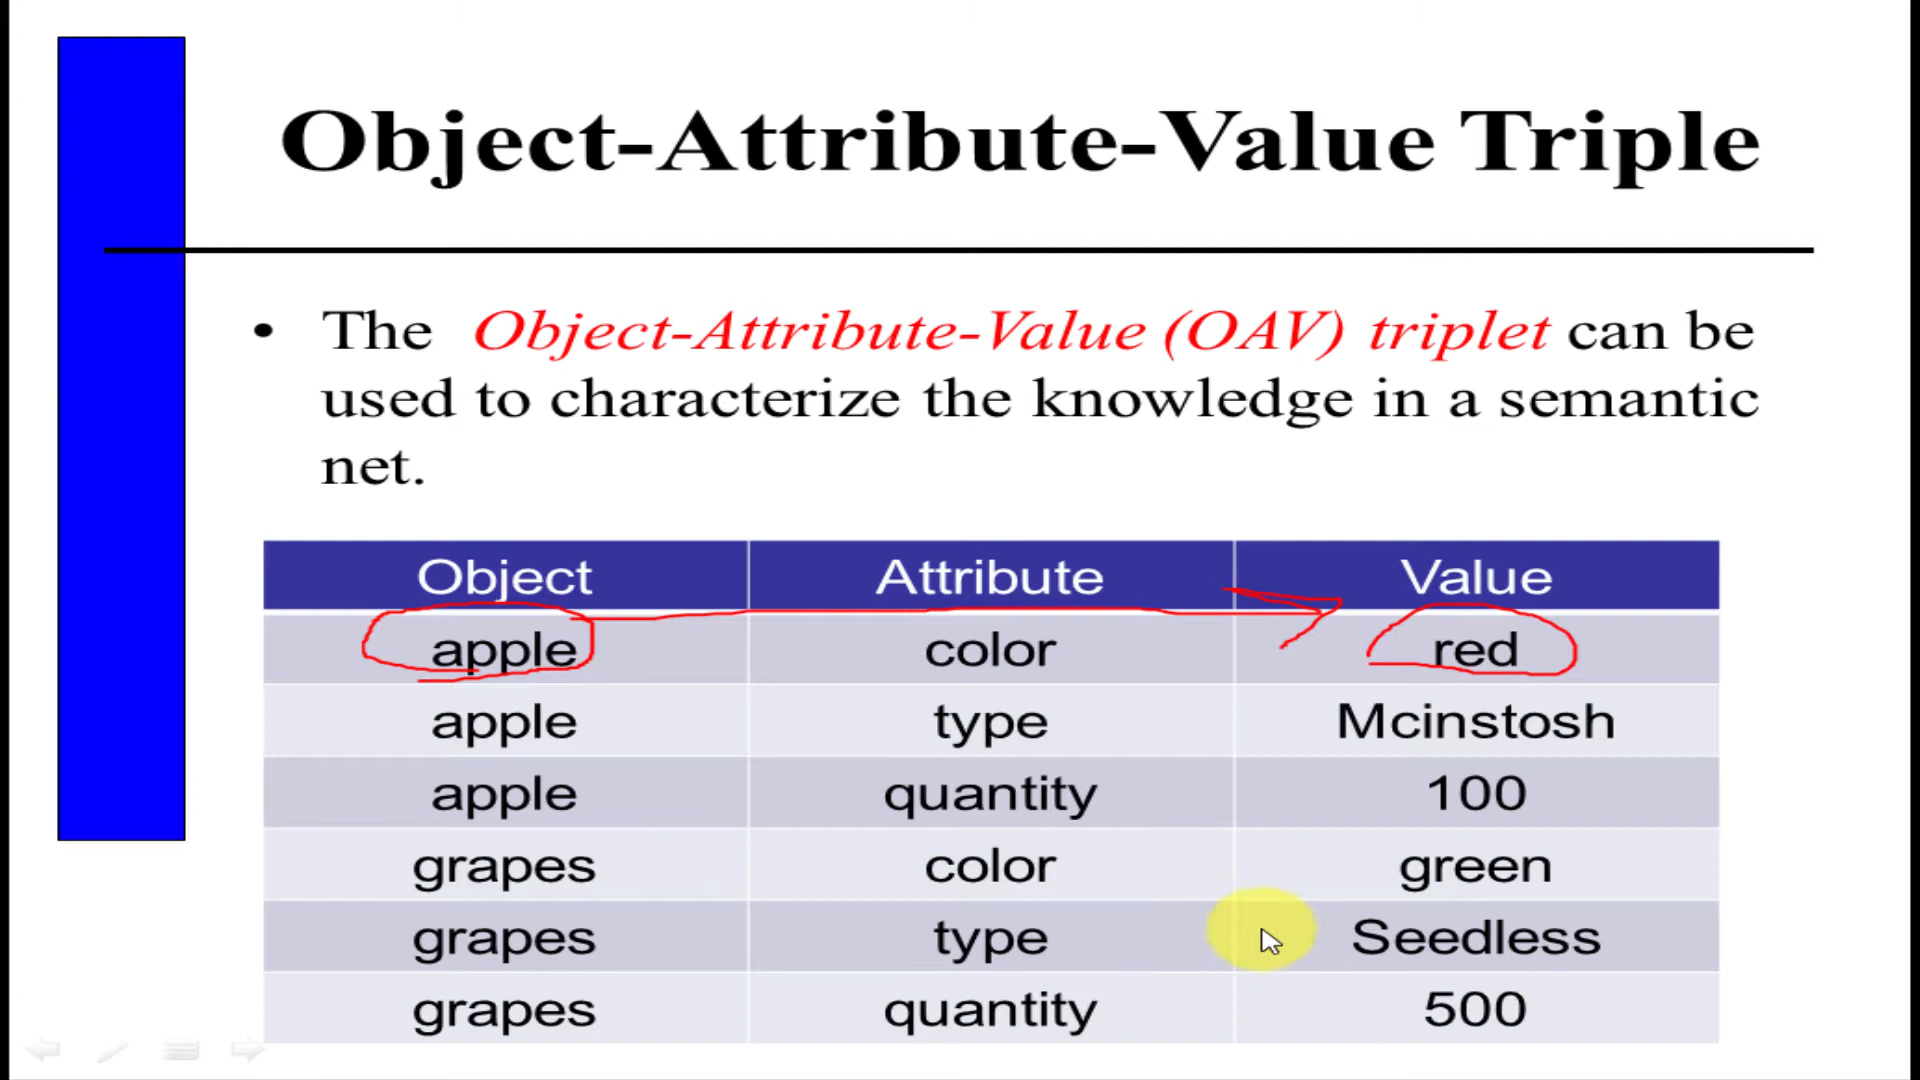 Object-Attribute-Value Triple
• The Object-Attribute-Value (OAV) triplet can be
used to characterize the knowledge in a semantic
net.
Object Attribute Value
apple color red
apple type Mcinstosh
apple quantity 100
grapes color green
grapes type Seedless
grapes quantity 500